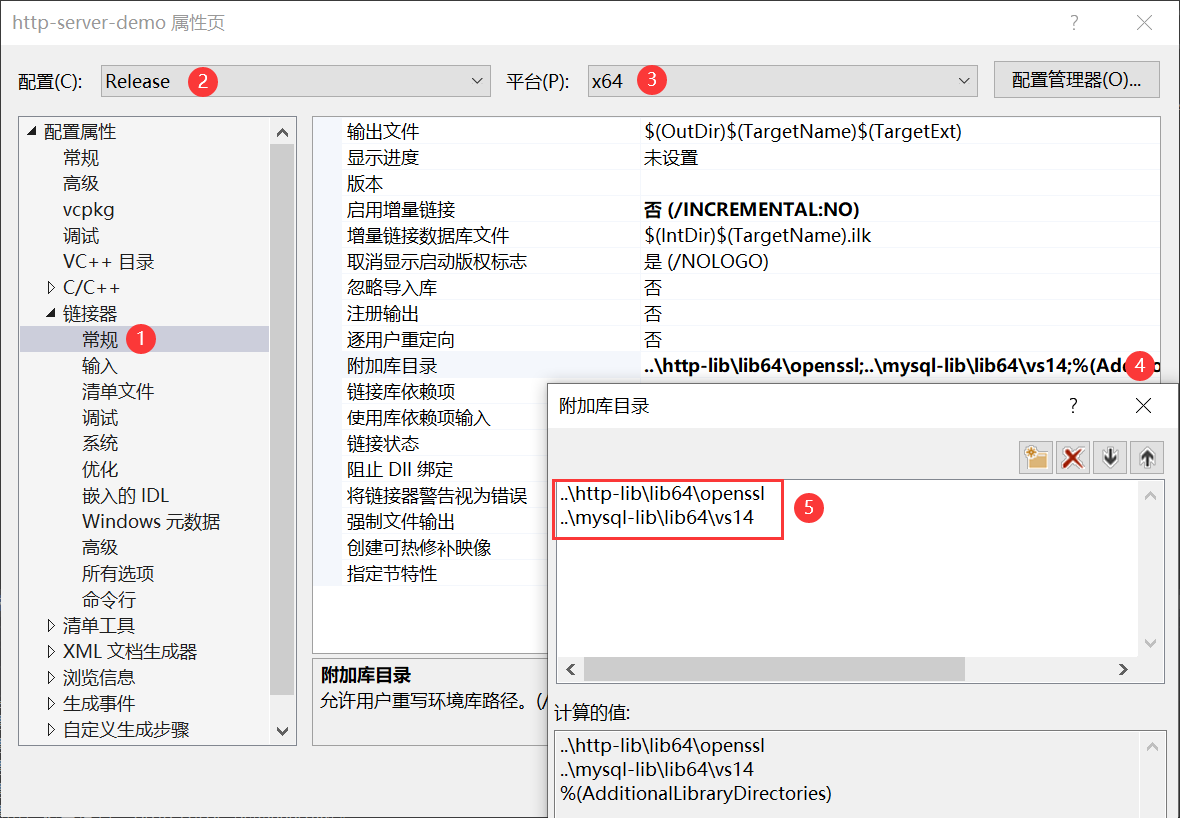 http-server-demo 属性页
配置(C): Release 2 平台(P): x64 3 配置管理器(O)...
配置属性
常规
高级
vcpkg
调试
VC++ 目录
C/C++
链接器
常规 1
输入
清单文件
调试
系统
优化
嵌入的 IDL
Windows 元数据
高级
所有选项
命令行
清单工具
XML 文档生成器
浏览信息
生成事件
自定义生成步骤
输出文件 $(OutDir)$(TargetName)$(TargetExt)
显示进度 未设置
版本
启用增量链接 否 (/INCREMENTAL:NO)
增量链接数据库文件 $(IntDir)$(TargetName).ilk
取消显示启动版权标志 是 (/NOLOGO)
忽略导入库 否
注册输出 否
逐用户重定向 否
附加库目录 ..\http-lib\lib64\openssl;..\mysql-lib\lib64\vs14;%(Ad 4
链接库依赖项
使用库依赖项输入
链接状态
阻止 Dll 绑定
将链接器警告视为错误
强制文件输出
创建可热修补映像
指定节特性
附加库目录
允许用户重写环境库路径。(/
附加库目录 ?
..\http-lib\lib64\openssl
..\mysql-lib\lib64\vs14
5
计算的值:
..\http-lib\lib64\openssl
..\mysql-lib\lib64\vs14
%(AdditionalLibraryDirectories)